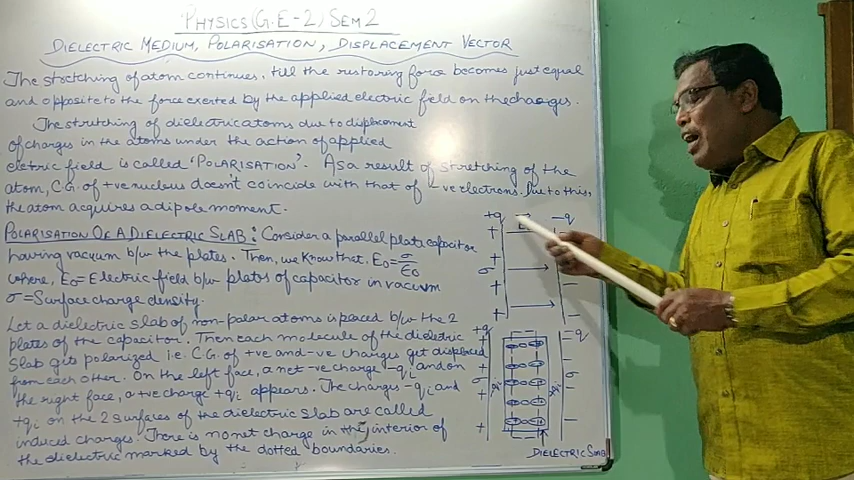 PHYSICS (G.E-2) SEM 2
DIELECTRIC MEDIUM, POLARISATION, DISPLACEMENT VECTOR
The stretching of atom continues, till the restoring force becomes just equal
and opposite to the force exerted by the applied electric field on the charges.
The stretching of dielectric atoms due to displacement
of charges in the atoms under the action of applied
eletric field is called 'POLARISATION'. As a result of stretching of the
atom, C.G. of +ve nucleus doesn't coincide with that of -ve electrons. Due to this,
the atom acquires a dipole moment.
POLARISATION OF A DIELECTRIC SLAB: Consider a parallel plate capacitor
having vacuum b/w the plates. Then, we know that, E₀ = σ/ε₀
where, E₀ = Electric field b/w plates of capacitor in vacuum
σ = Surface charge density.
Let a dielectric slab of non-polar atoms is placed b/w the 2
plates of the capacitor. Then each molecule of the dieletric
slab gets polarized i.e. C.G. of +ve and -ve charges get displaced
from each other. On the left face, a net -ve charge -qi and on
the right face, a +ve charge +qi appears. The charges -qi and
+qi on the 2 surfaces of the dielectric slab are called
induced charges. There is no net charge in the interior of
the dielectric marked by the dotted boundaries.
+q -q
+
+
σ
+ -
+ -
+q -q
+ -
+ -
σ σ
+ -
+ -
DIELECTRIC SLAB